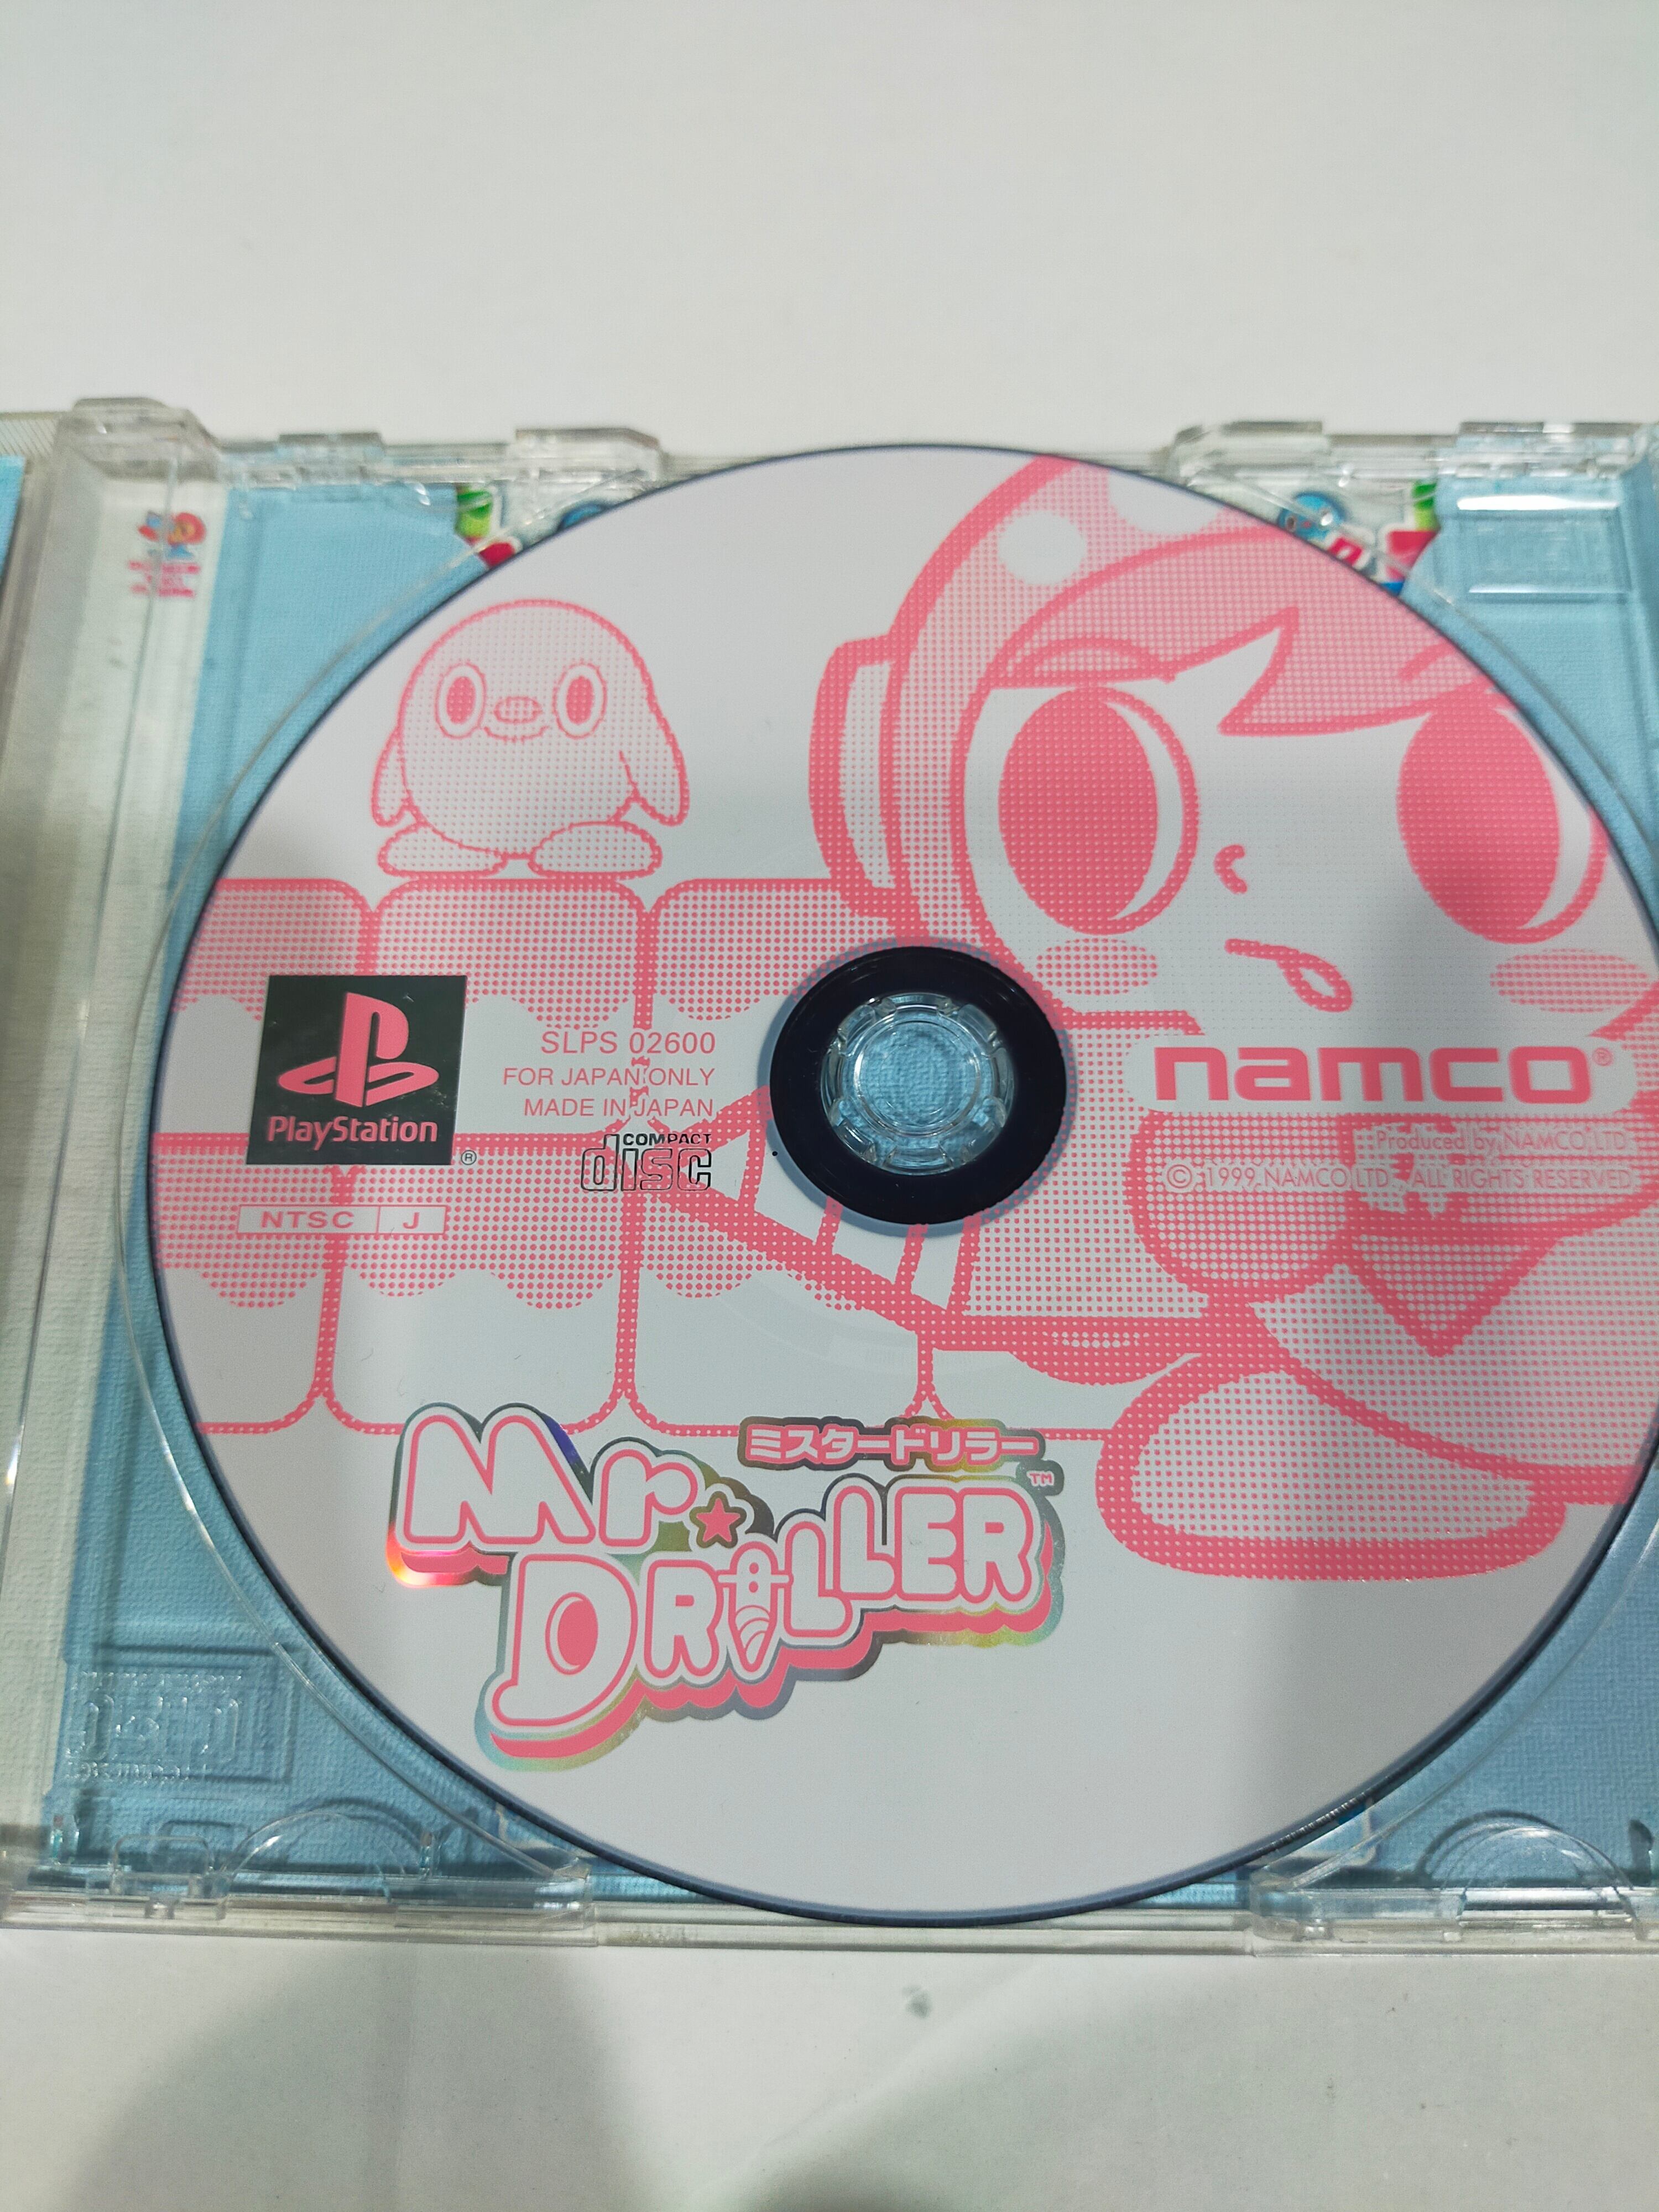 PlayStation
®
SLPS 02600
FOR JAPAN ONLY
MADE IN JAPAN
COMPACT
disc
NTSC J
namco®
Produced by NAMCO LTD.
© 1999 NAMCO LTD., ALL RIGHTS RESERVED
ミスタードリラー
Mr. DRILLER™